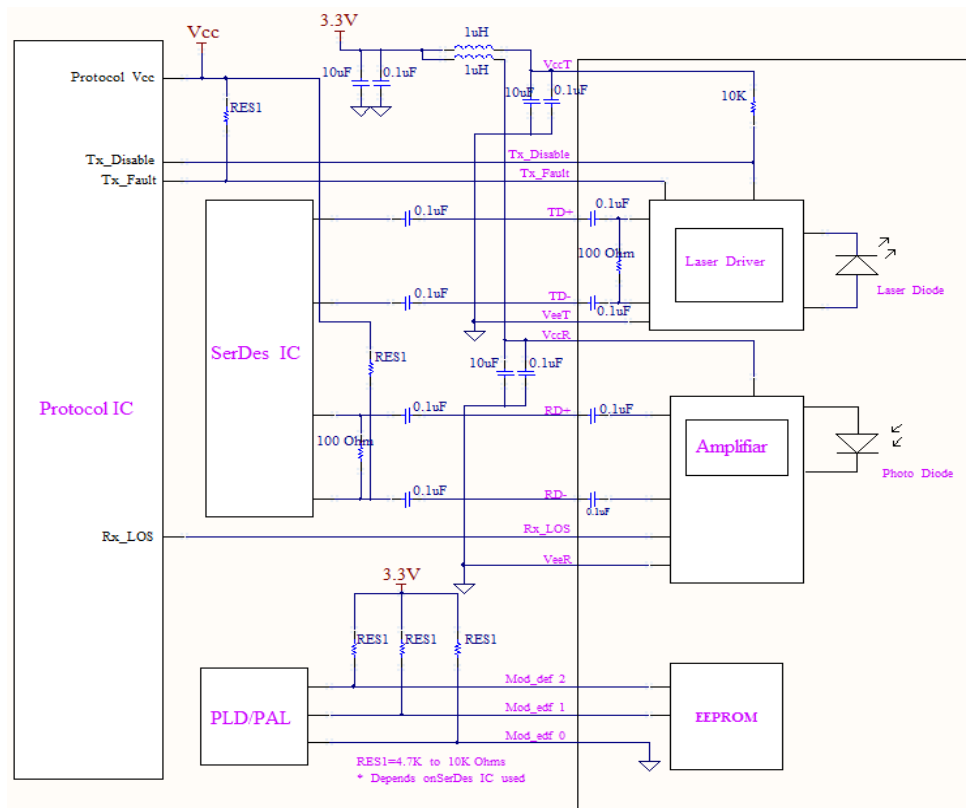 3.3V
Vcc
1uH
1uH
10uF
0.1uF
VccT
Protocol Vcc
RES1
10uF
0.1uF
10K
Tx_Disable
Tx_Disable
Tx_Fault
Tx_Fault
0.1uF
TD+
0.1uF
100 Ohm
Laser Driver
Laser Diode
0.1uF
TD-
0.1uF
VeeT
VccR
SerDes IC
RES1
10uF
0.1uF
Protocol IC
0.1uF
RD+
0.1uF
100 Ohm
Amplifiar
Photo Diode
0.1uF
RD-
0.1uF
Rx_LOS
Rx_LOS
VeeR
3.3V
RES1
RES1
RES1
Mod_def 2
PLD/PAL
Mod_edf 1
EEPROM
Mod_edf 0
RES1=4.7K to 10K Ohms
* Depends onSerDes IC used